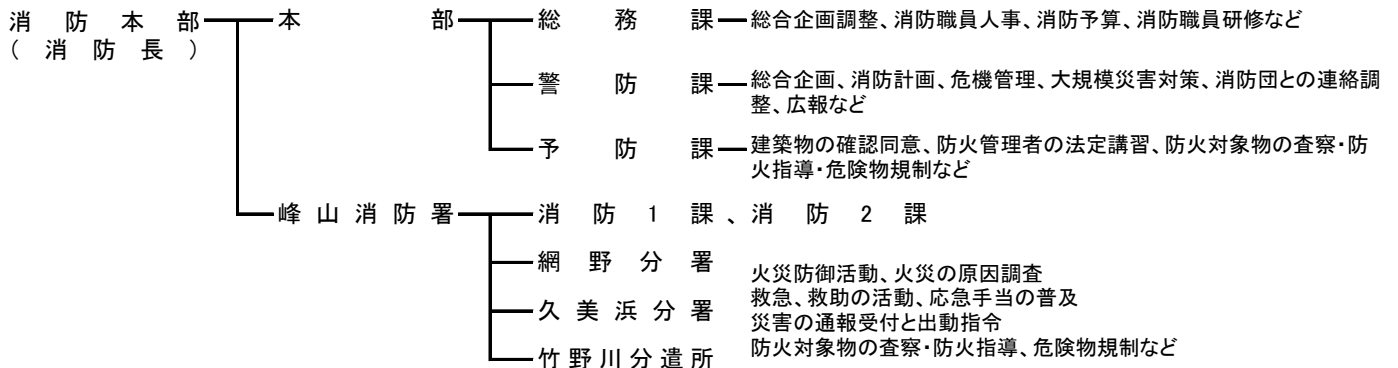 消防本部 本部 総務課 総合企画調整、消防職員人事、消防予算、消防職員研修など
(消防長)
警防課 総合企画、消防計画、危機管理、大規模災害対策、消防団との連絡調
整、広報など
予防課 建築物の確認同意、防火管理者の法定講習、防火対象物の査察・防
火指導・危険物規制など
峰山消防署 消防1課、消防2課
網野分署
火災防御活動、火災の原因調査
救急、救助の活動、応急手当の普及
久美浜分署
災害の通報受付と出動指令
防火対象物の査察・防火指導、危険物規制など
竹野川分遣所